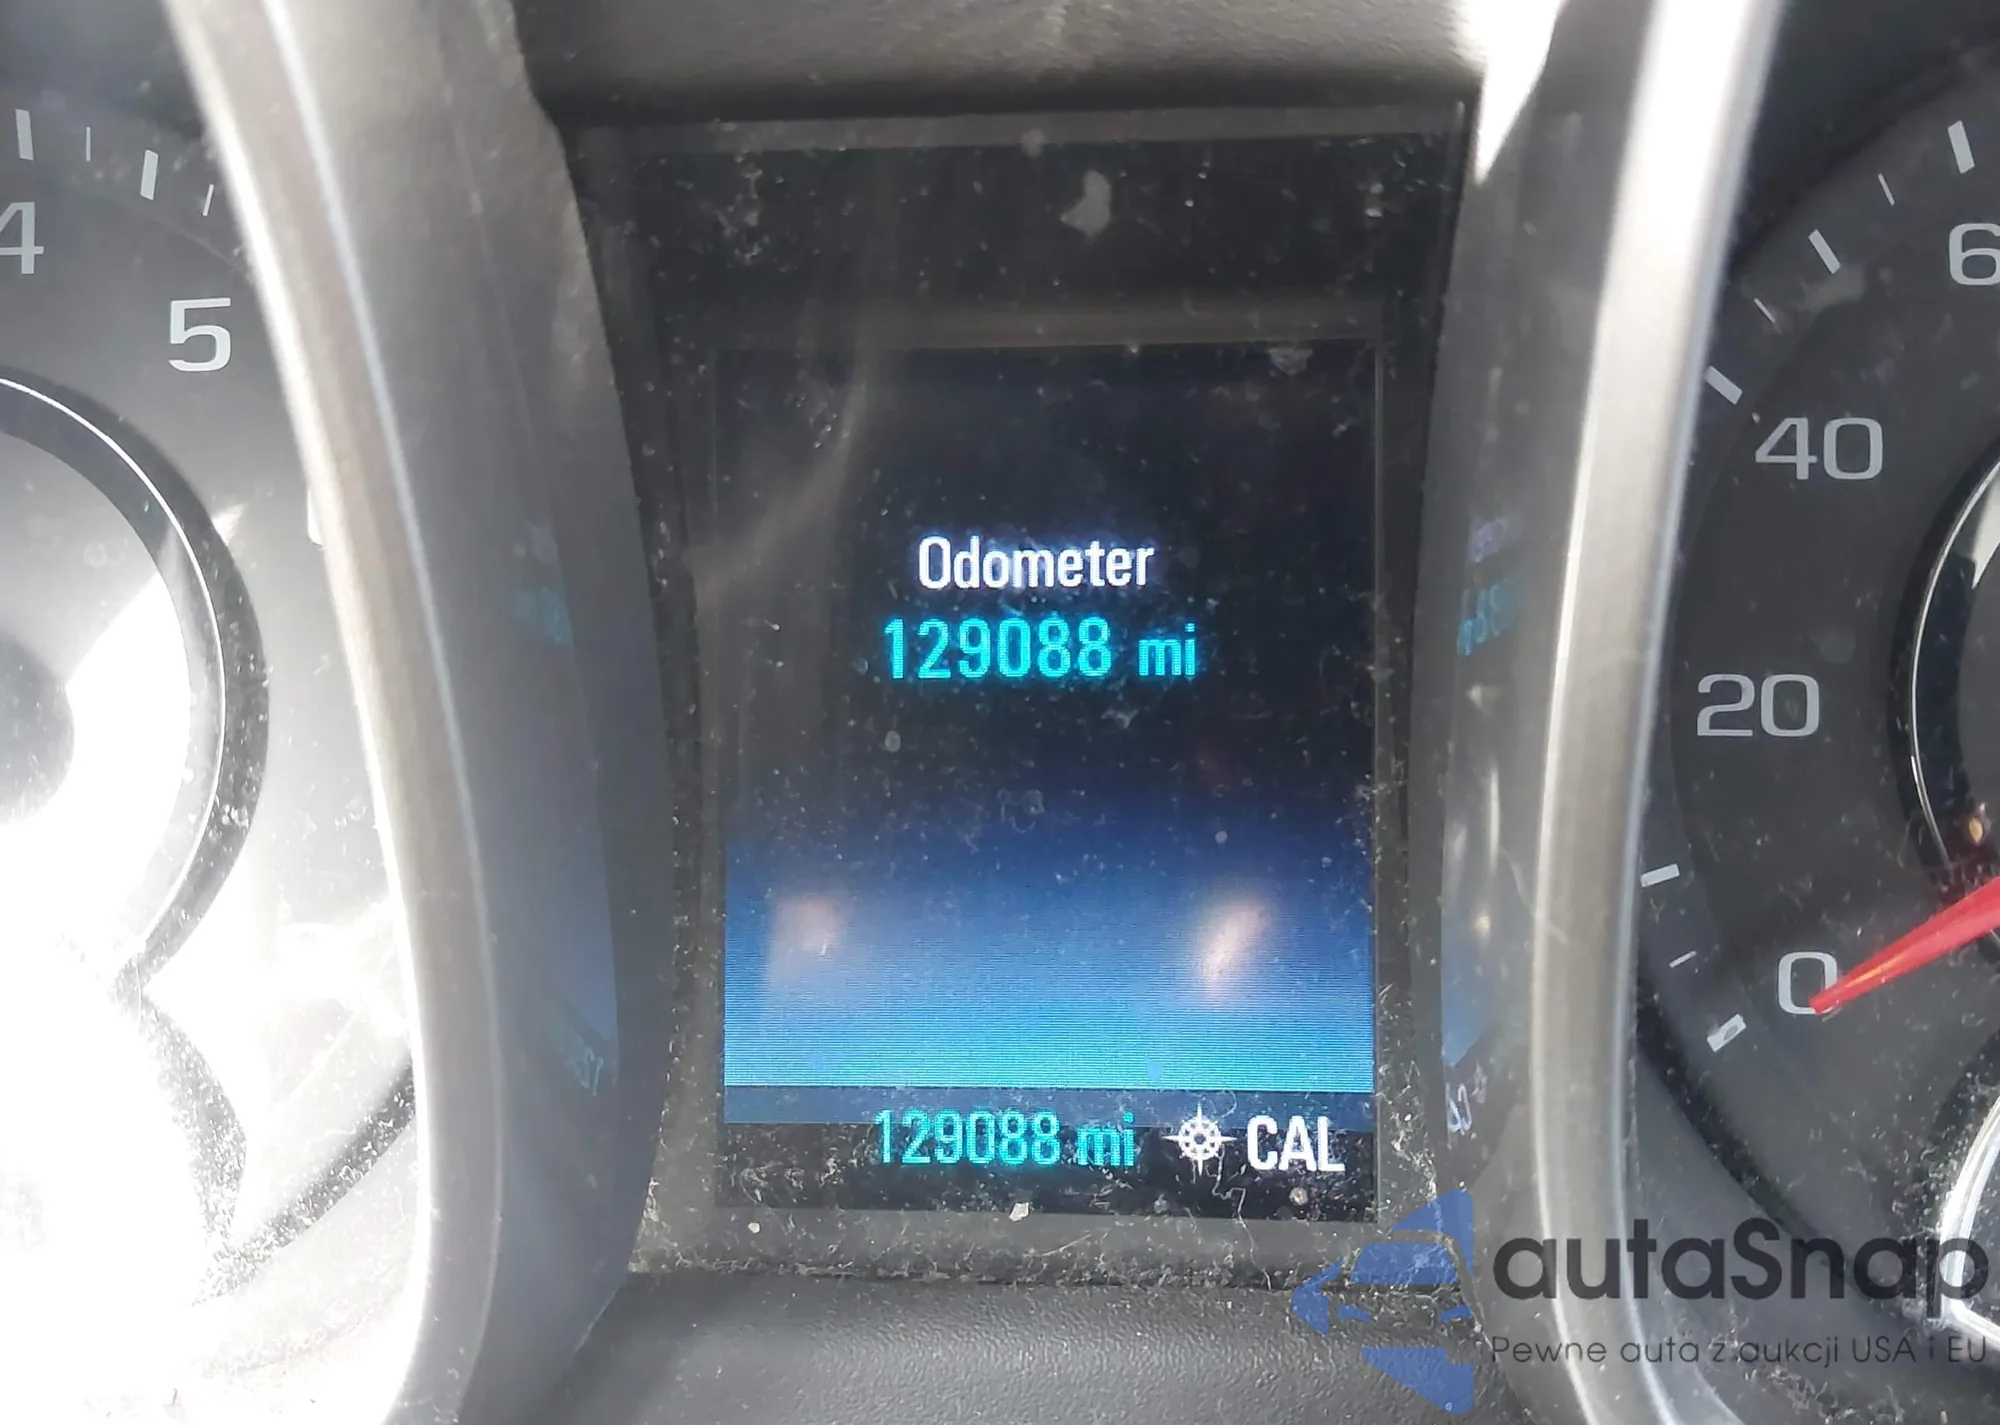 4
5
Odometer
129088 mi
129088 mi CAL
6
40
20
0
autaSnap
Pewne auta z aukcji USA i EU